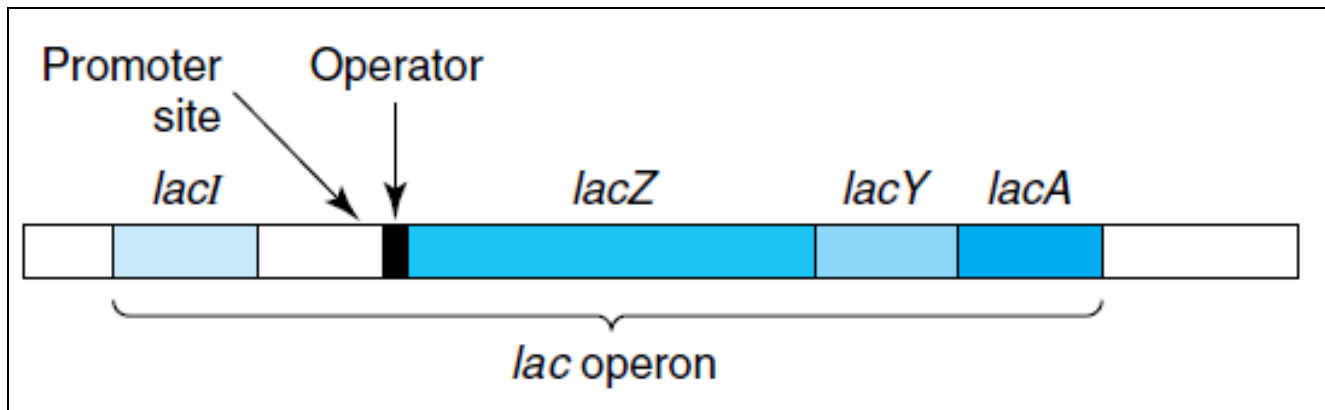 Promoter
site
Operator
lacI
lacZ
lacY
lacA
lac operon